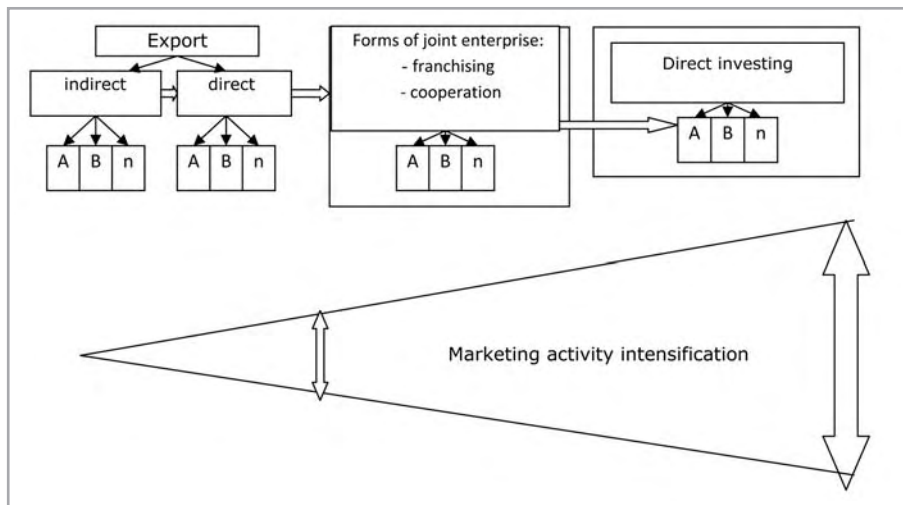 Export
indirect
direct
A B n
A B n
Forms of joint enterprise:
- franchising
- cooperation
A B n
Direct investing
A B n
Marketing activity intensification